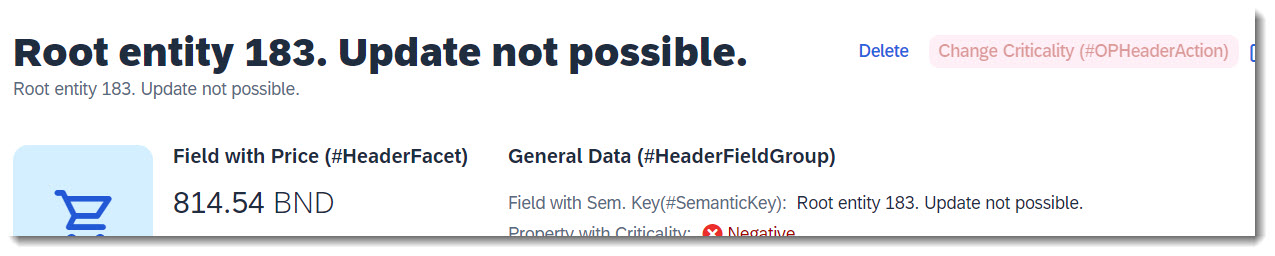 Root entity 183. Update not possible.
Delete
Change Criticality (#OPHeaderAction)
Root entity 183. Update not possible.
Field with Price (#HeaderFacet)
General Data (#HeaderFieldGroup)
814.54 BND
Field with Sem. Key(#SemanticKey): Root entity 183. Update not possible.
Property with Criticality: Negative